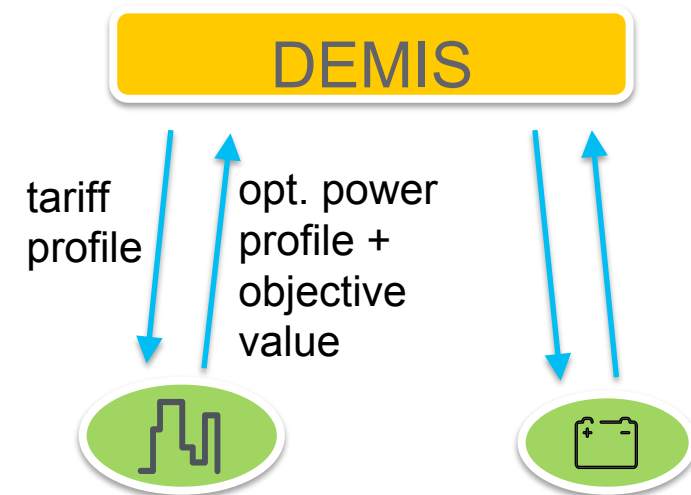 DEMIS
tariff
profile
opt. power
profile +
objective
value
+ -